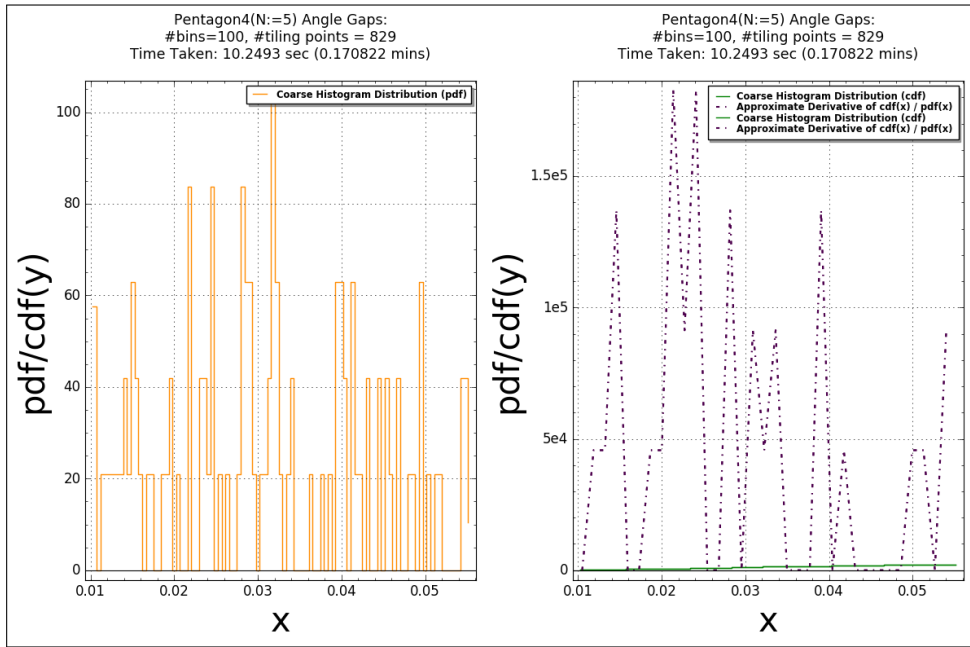 Pentagon4(N:=5) Angle Gaps:
#bins=100, #tiling points = 829
Time Taken: 10.2493 sec (0.170822 mins)
Coarse Histogram Distribution (pdf)
pdf/cdf(y)
100
80
60
40
20
0
0.01
0.02
0.03
0.04
0.05
x
Pentagon4(N:=5) Angle Gaps:
#bins=100, #tiling points = 829
Time Taken: 10.2493 sec (0.170822 mins)
Coarse Histogram Distribution (cdf)
Approximate Derivative of cdf(x) / pdf(x)
Coarse Histogram Distribution (cdf)
Approximate Derivative of cdf(x) / pdf(x)
pdf/cdf(y)
1.5e5
1e5
5e4
0
0.01
0.02
0.03
0.04
0.05
x